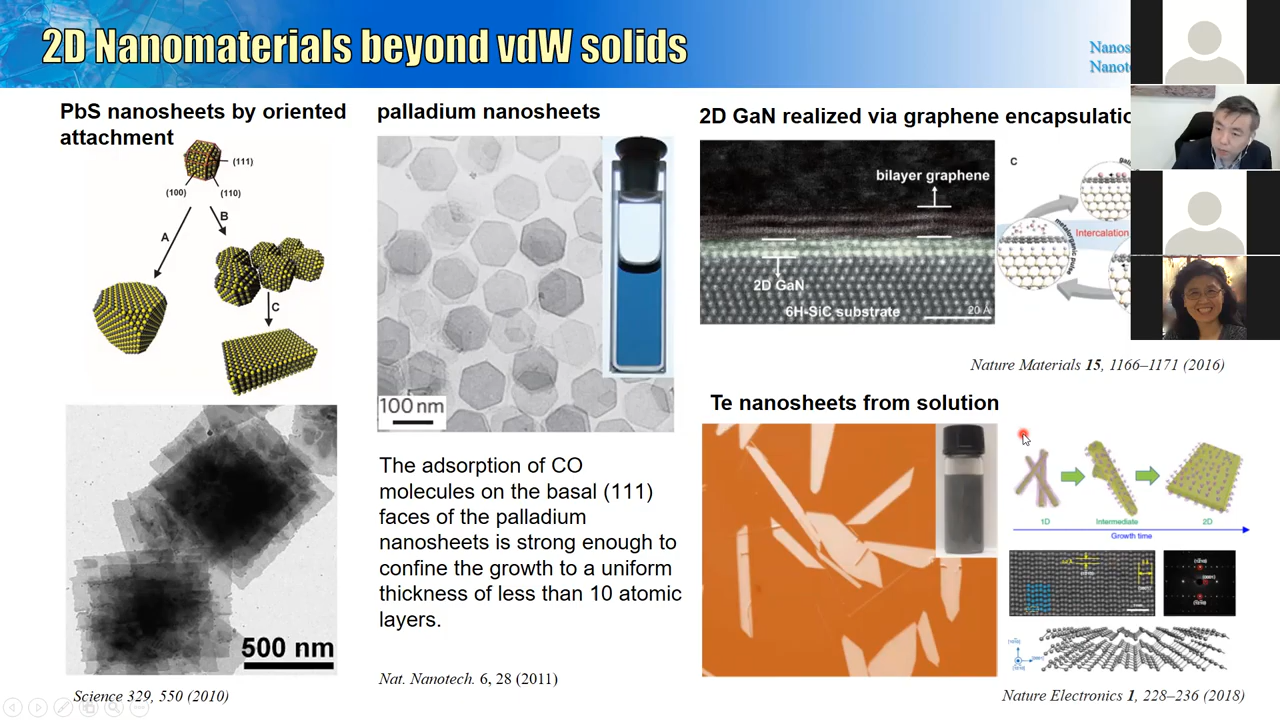 2D Nanomaterials beyond vdW solids
Nanos
Nanote
PbS nanosheets by oriented
attachment
(111)
(100)
(110)
A
B
C
500 nm
Science 329, 550 (2010)
palladium nanosheets
100 nm
The adsorption of CO
molecules on the basal (111)
faces of the palladium
nanosheets is strong enough to
confine the growth to a uniform
thickness of less than 10 atomic
layers.
Nat. Nanotech. 6, 28 (2011)
2D GaN realized via graphene encapsulatio
bilayer graphene
2D GaN
6H-SiC substrate
20 Å
C
metalorganic pulse
Intercalation
Nature Materials 15, 1166–1171 (2016)
Te nanosheets from solution
1D
Intermediate
2D
Growth time
Nature Electronics 1, 228–236 (2018)